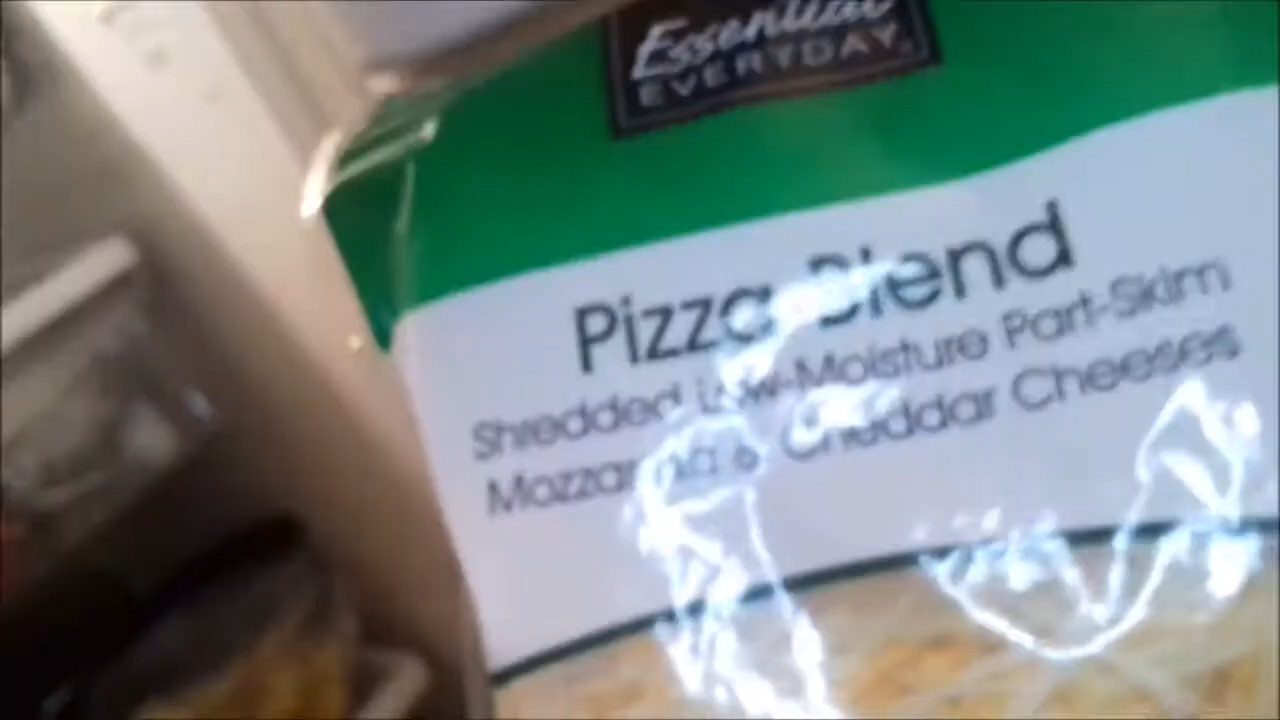 Essential
EVERYDAY
Pizza Blend
Shredded Low-Moisture Part-Skim
Mozzarella & Cheddar Cheeses